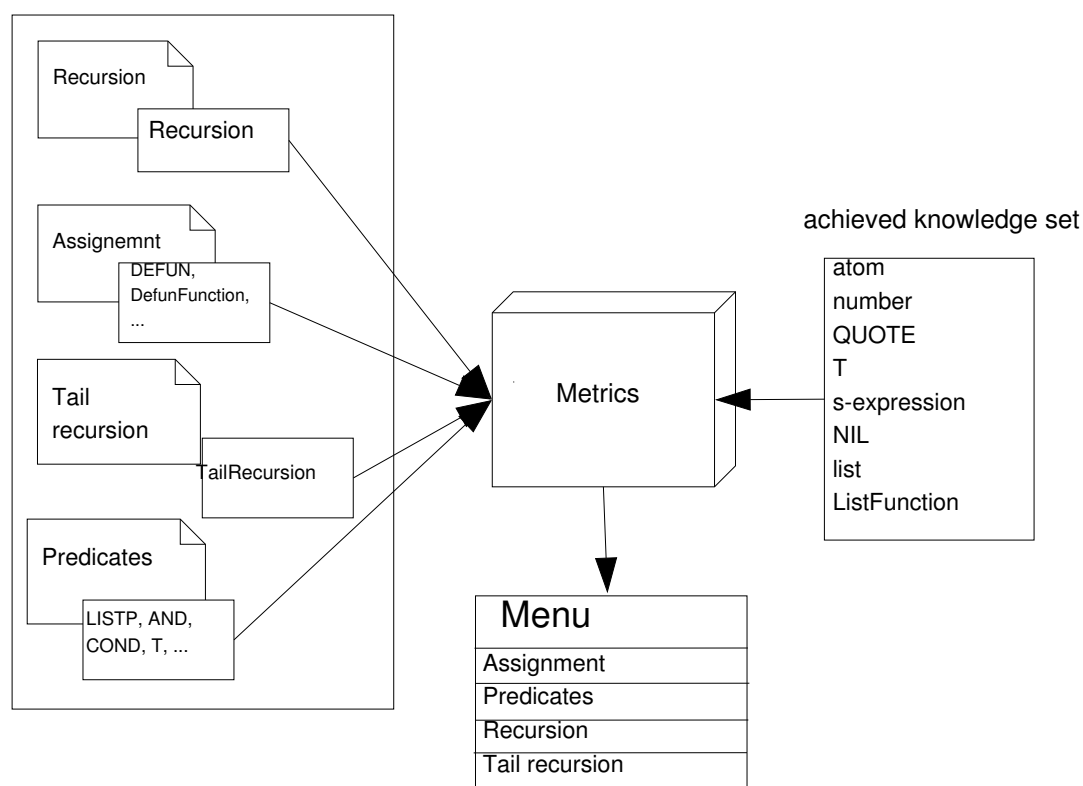 Recursion
Recursion
Assignemnt
DEFUN,
DefunFunction,
...
Tail
recursion
TailRecursion
Predicates
LISTP, AND,
COND, T, ...
Metrics
achieved knowledge set
atom
number
QUOTE
T
s-expression
NIL
list
ListFunction
Menu
Assignment
Predicates
Recursion
Tail recursion